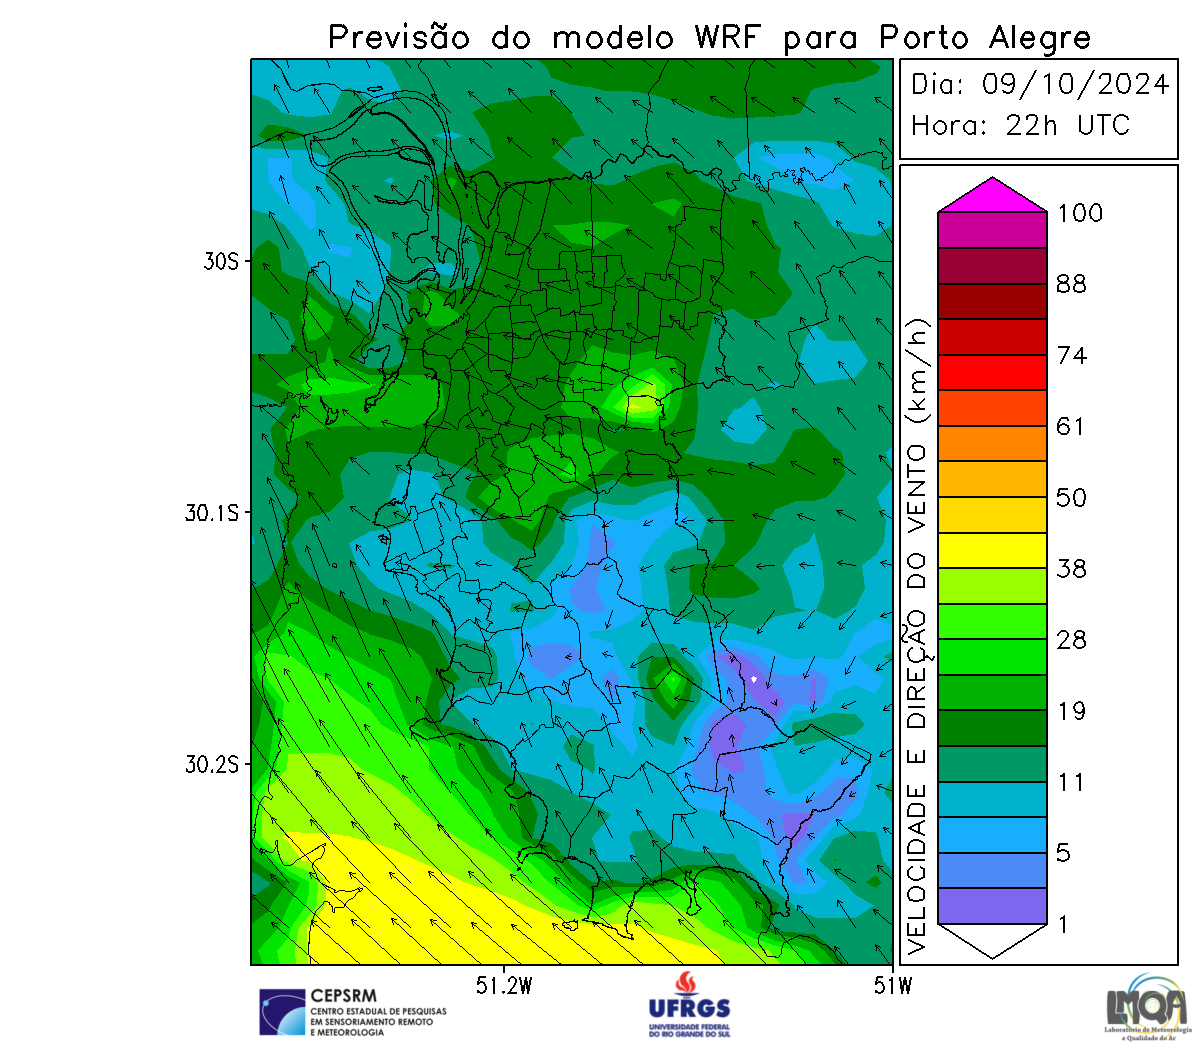 Previsão do modelo WRF para Porto Alegre
Dia: 09/10/2024
Hora: 22h UTC
30S
30.1S
30.2S
51.2W
51W
VELOCIDADE E DIREÇÃO DO VENTO (km/h)
100
88
74
61
50
38
28
19
11
5
1
CEPSRM
CENTRO ESTADUAL DE PESQUISAS
EM SENSORIAMENTO REMOTO
E METEOROLOGIA
UFRGS
UNIVERSIDADE FEDERAL
DO RIO GRANDE DO SUL
LMQA
Laboratório de Meteorologia
e Qualidade do Ar